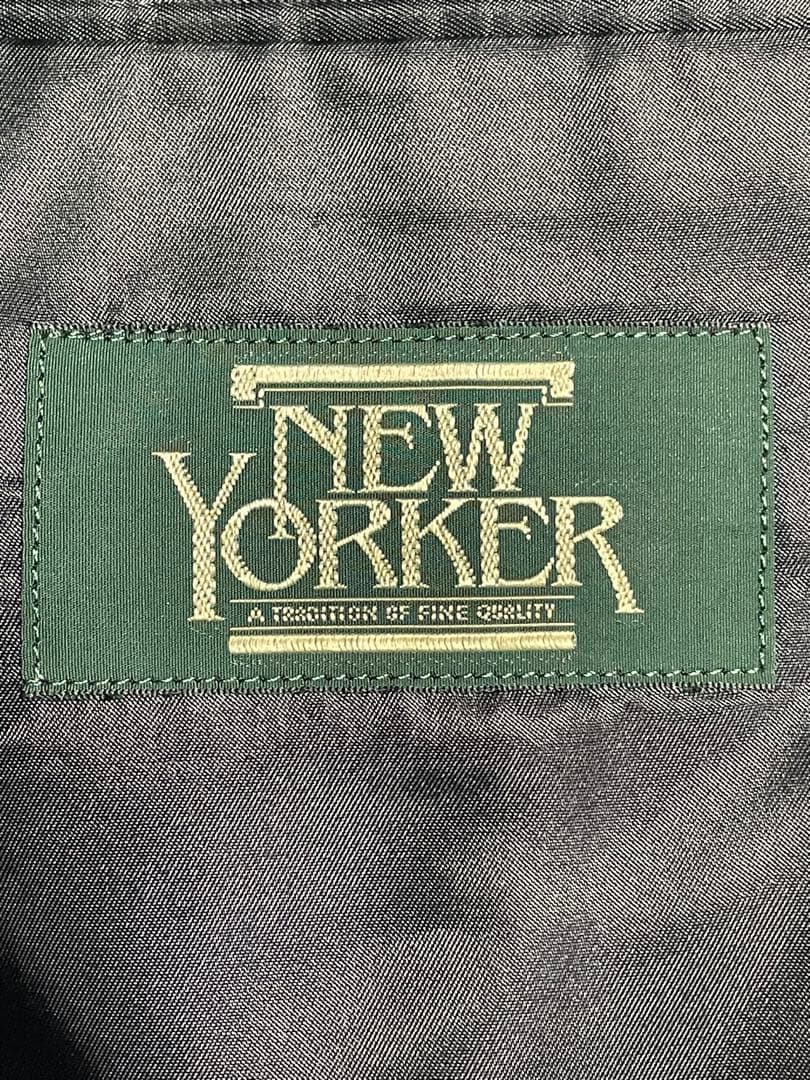 NEW
YORKER
A TRADITION OF FINE QUALITY